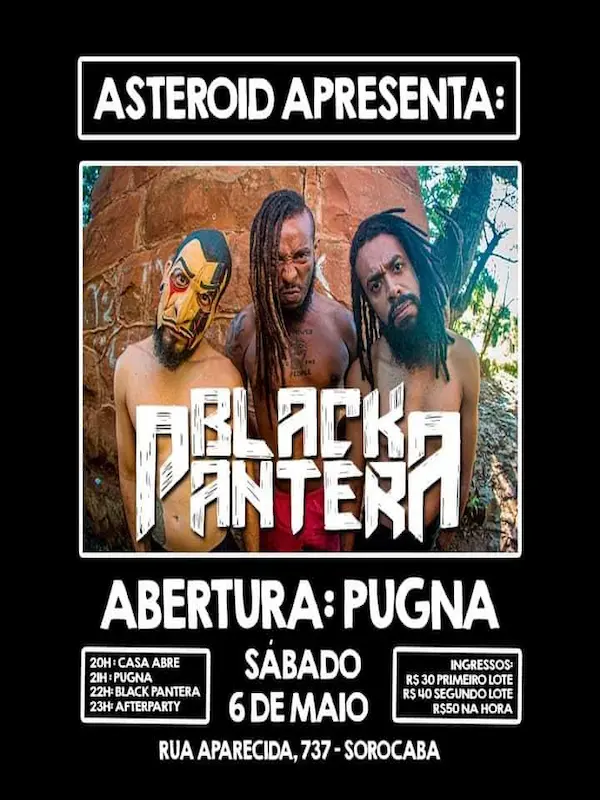 ASTEROID APRESENTA:
BLACK
PANTERA
ABERTURA: PUGNA
20H: CASA ABRE
21H: PUGNA
22H: BLACK PANTERA
23H: AFTERPARTY
SÁBADO
6 DE MAIO
INGRESSOS:
R$ 30 PRIMEIRO LOTE
R$ 40 SEGUNDO LOTE
R$50 NA HORA
RUA APARECIDA, 737 - SOROCABA